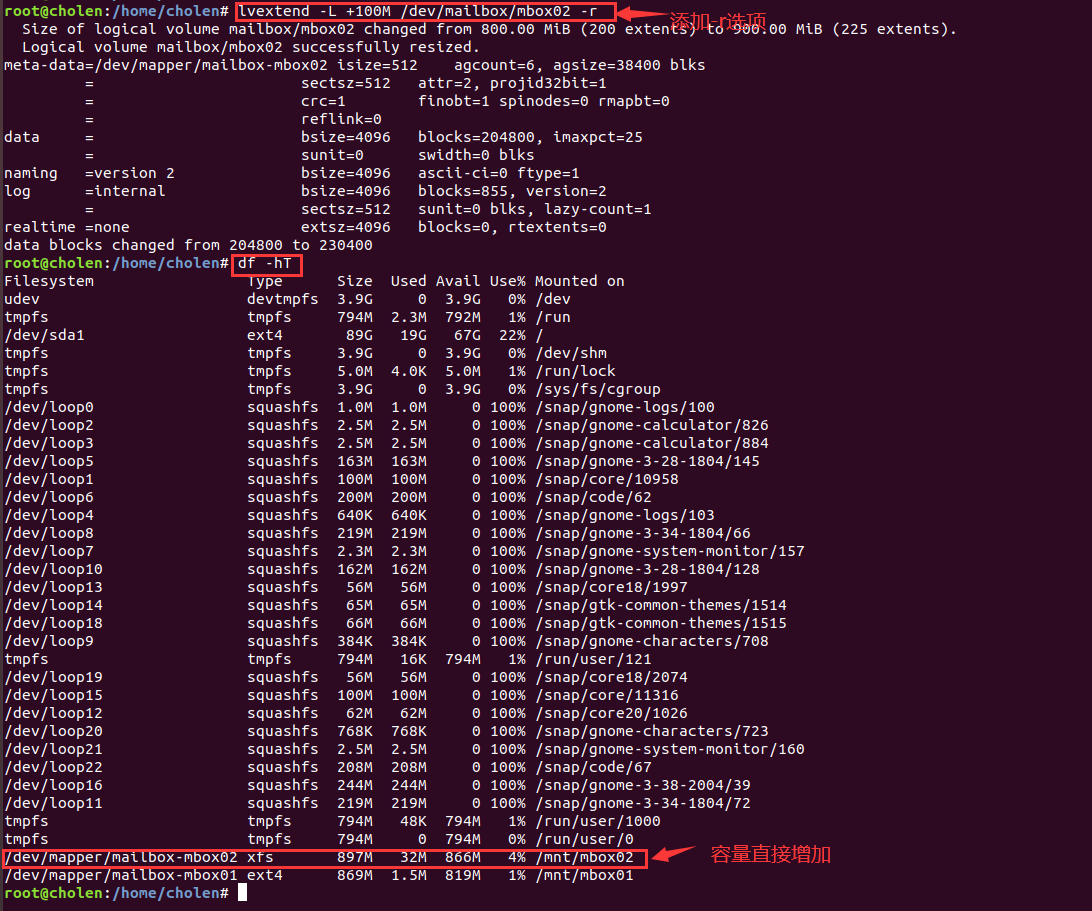 root@cholen:/home/cholen# lvextend -L +100M /dev/mailbox/mbox02 -r
添加-r选项
  Size of logical volume mailbox/mbox02 changed from 800.00 MiB (200 extents) to 900.00 MiB (225 extents).
  Logical volume mailbox/mbox02 successfully resized.
meta-data=/dev/mapper/mailbox-mbox02 isize=512    agcount=6, agsize=38400 blks
         =                       sectsz=512   attr=2, projid32bit=1
         =                       crc=1        finobt=1 spinodes=0 rmapbt=0
         =                       reflink=0
data     =                       bsize=4096   blocks=204800, imaxpct=25
         =                       sunit=0      swidth=0 blks
naming   =version 2              bsize=4096   ascii-ci=0 ftype=1
log      =internal               bsize=4096   blocks=855, version=2
         =                       sectsz=512   sunit=0 blks, lazy-count=1
realtime =none                   extsz=4096   blocks=0, rtextents=0
data blocks changed from 204800 to 230400
root@cholen:/home/cholen# df -hT
Filesystem                 Type      Size  Used Avail Use% Mounted on
udev                       devtmpfs  3.9G     0  3.9G   0% /dev
tmpfs                      tmpfs     794M  2.3M  792M   1% /run
/dev/sda1                  ext4       89G   19G   67G  22% /
tmpfs                      tmpfs     3.9G     0  3.9G   0% /dev/shm
tmpfs                      tmpfs     5.0M  4.0K  5.0M   1% /run/lock
tmpfs                      tmpfs     3.9G     0  3.9G   0% /sys/fs/cgroup
/dev/loop0                 squashfs  1.0M  1.0M     0 100% /snap/gnome-logs/100
/dev/loop2                 squashfs  2.5M  2.5M     0 100% /snap/gnome-calculator/826
/dev/loop3                 squashfs  2.5M  2.5M     0 100% /snap/gnome-calculator/884
/dev/loop5                 squashfs  163M  163M     0 100% /snap/gnome-3-28-1804/145
/dev/loop1                 squashfs  100M  100M     0 100% /snap/core/10958
/dev/loop6                 squashfs  200M  200M     0 100% /snap/code/62
/dev/loop4                 squashfs  640K  640K     0 100% /snap/gnome-logs/103
/dev/loop8                 squashfs  219M  219M     0 100% /snap/gnome-3-34-1804/66
/dev/loop7                 squashfs  2.3M  2.3M     0 100% /snap/gnome-system-monitor/157
/dev/loop10                squashfs  162M  162M     0 100% /snap/gnome-3-28-1804/128
/dev/loop13                squashfs   56M   56M     0 100% /snap/core18/1997
/dev/loop14                squashfs   65M   65M     0 100% /snap/gtk-common-themes/1514
/dev/loop18                squashfs   66M   66M     0 100% /snap/gtk-common-themes/1515
/dev/loop9                 squashfs  384K  384K     0 100% /snap/gnome-characters/708
tmpfs                      tmpfs     794M   16K  794M   1% /run/user/121
/dev/loop19                squashfs   56M   56M     0 100% /snap/core18/2074
/dev/loop15                squashfs  100M  100M     0 100% /snap/core/11316
/dev/loop12                squashfs   62M   62M     0 100% /snap/core20/1026
/dev/loop20                squashfs  768K  768K     0 100% /snap/gnome-characters/723
/dev/loop21                squashfs  2.5M  2.5M     0 100% /snap/gnome-system-monitor/160
/dev/loop22                squashfs  208M  208M     0 100% /snap/code/67
/dev/loop16                squashfs  244M  244M     0 100% /snap/gnome-3-38-2004/39
/dev/loop11                squashfs  219M  219M     0 100% /snap/gnome-3-34-1804/72
tmpfs                      tmpfs     794M   48K  794M   1% /run/user/1000
tmpfs                      tmpfs     794M     0  794M   0% /run/user/0
/dev/mapper/mailbox-mbox02 xfs       897M   32M  866M   4% /mnt/mbox02
容量直接增加
/dev/mapper/mailbox-mbox01 ext4      869M  1.5M  819M   1% /mnt/mbox01
root@cholen:/home/cholen#